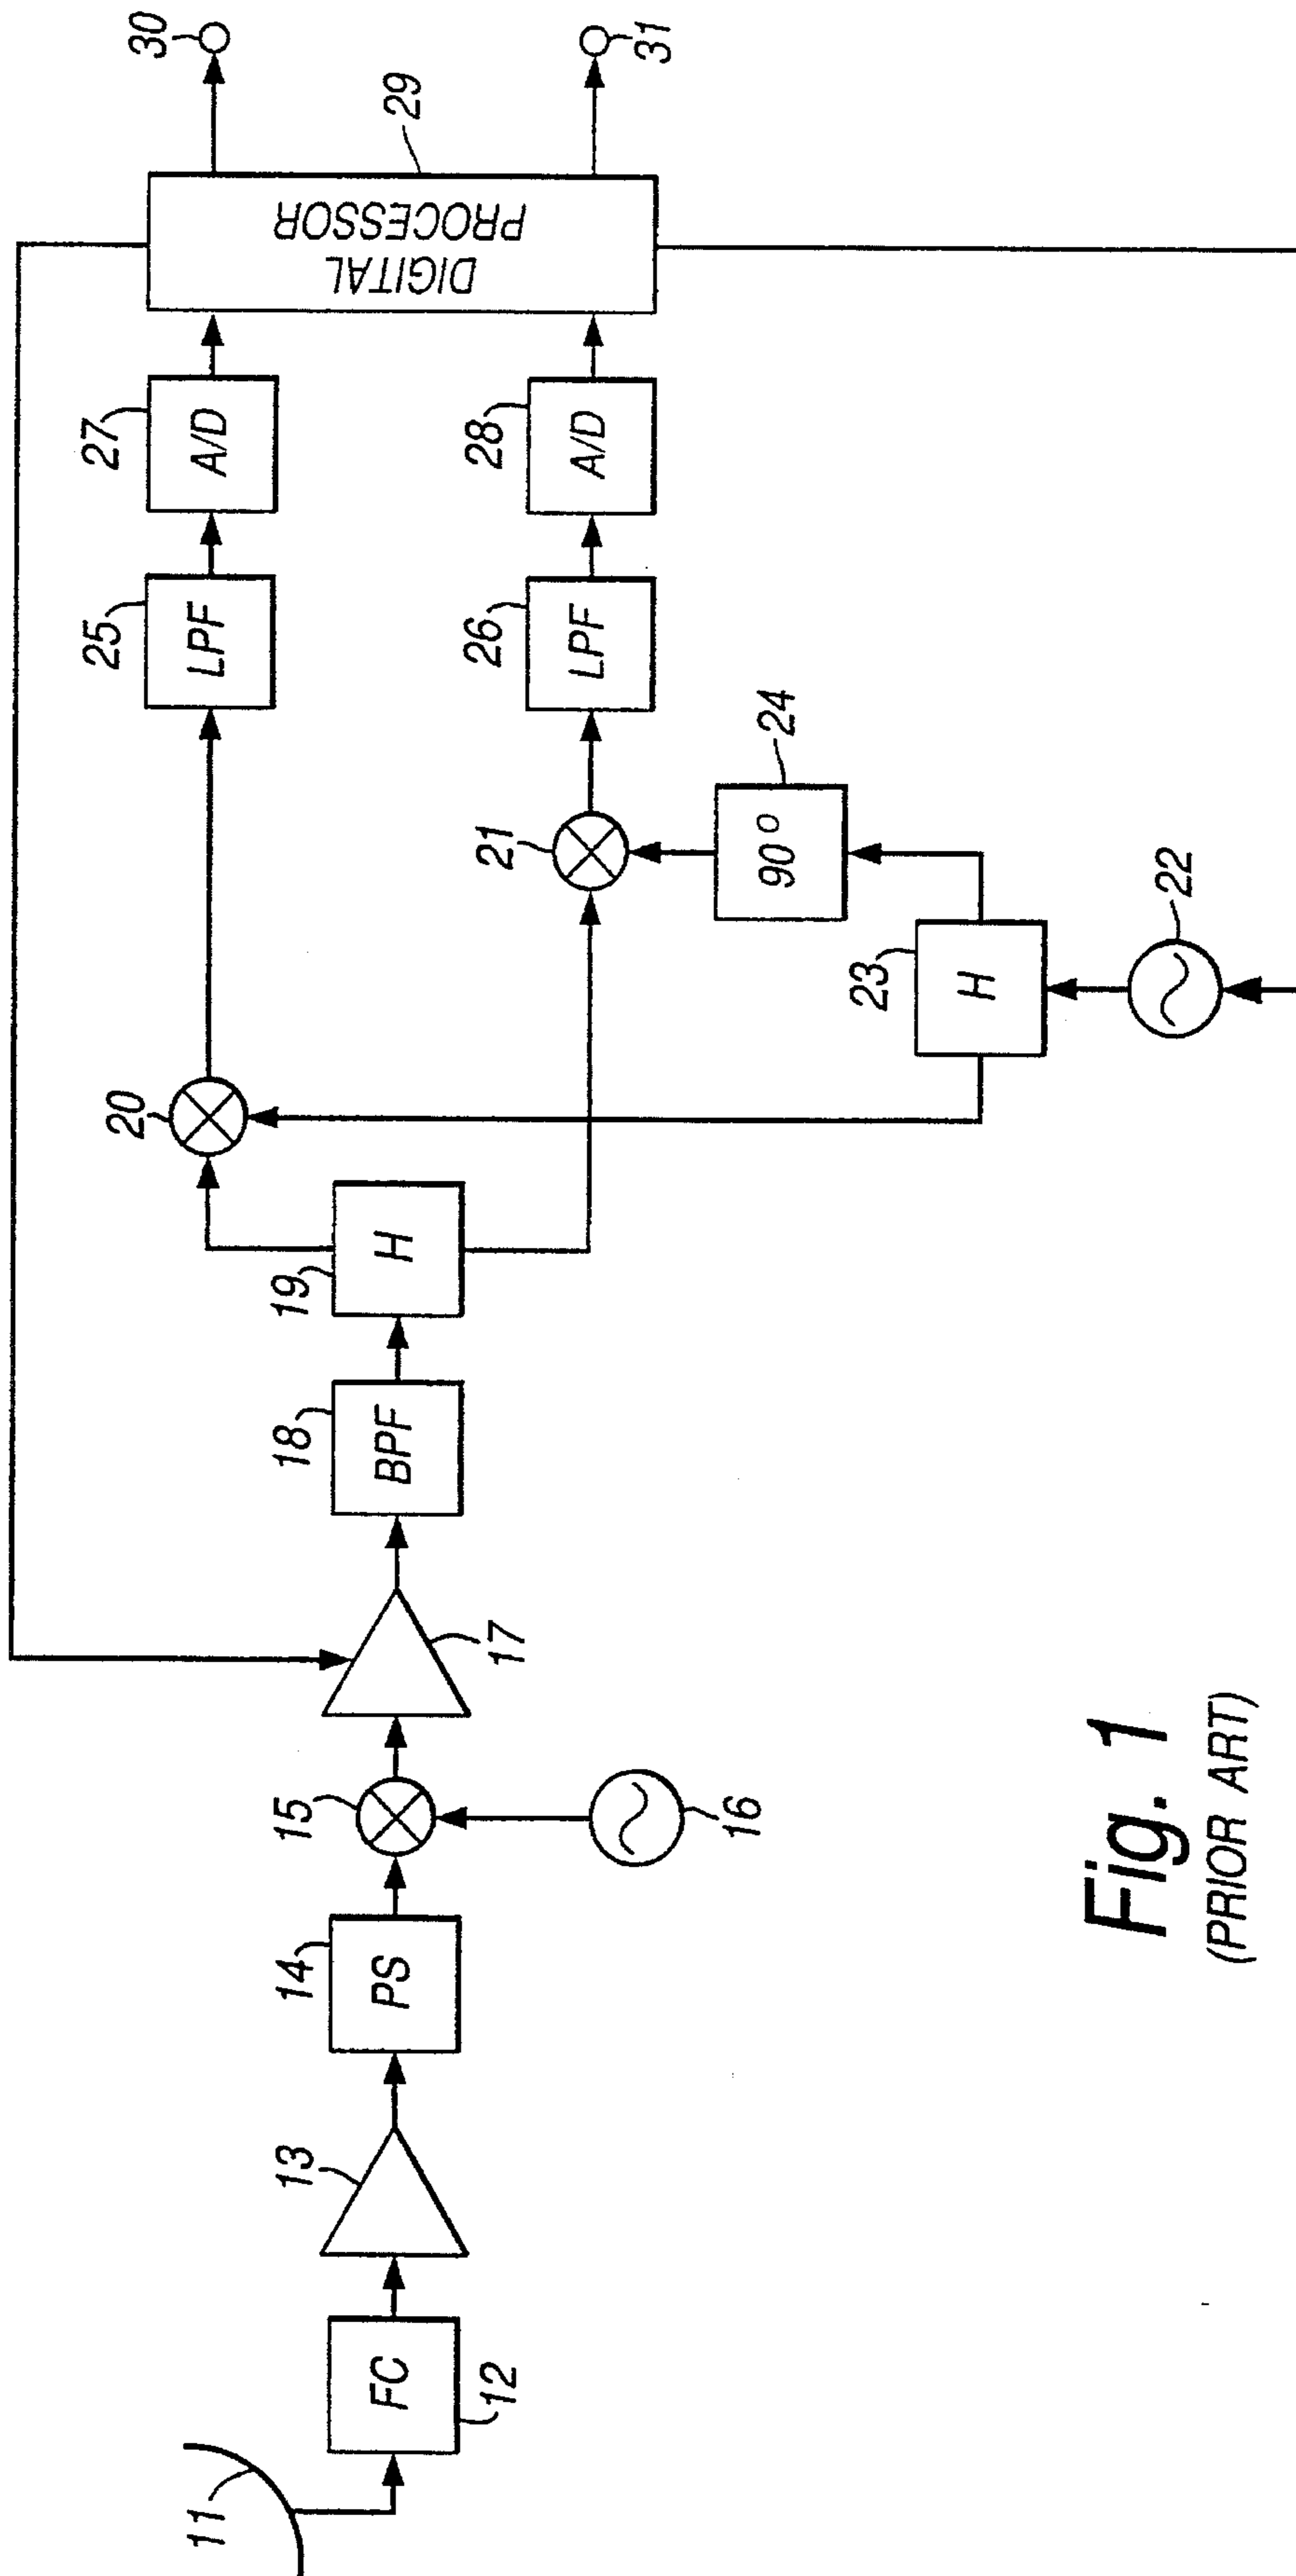 11
FC
12
13
14
PS
15
16
17
18
BPF
19
H
20
21
22
23
H
24
90°
25
LPF
26
LPF
27
A/D
28
A/D
29
DIGITAL
PROCESSOR
30
31
Fig. 1
(PRIOR ART)